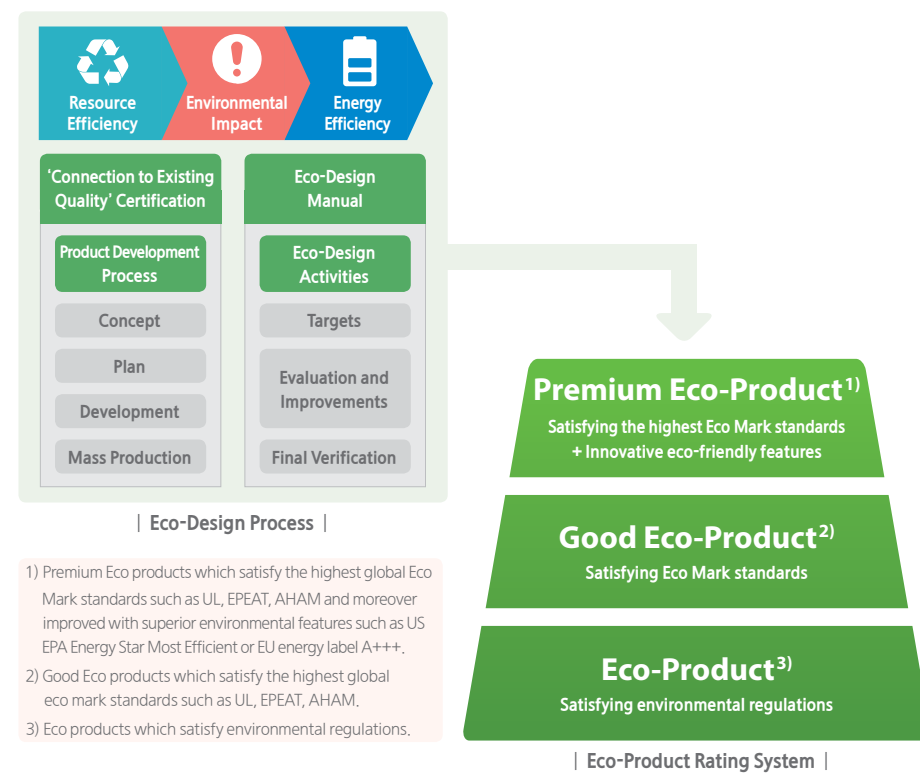 Resource
Efficiency
Environmental
Impact
Energy
Efficiency
‘Connection to Existing
Quality’ Certification
Product Development
Process
Concept
Plan
Development
Mass Production
Eco-Design
Manual
Eco-Design
Activities
Targets
Evaluation and
Improvements
Final Verification
| Eco-Design Process |
1) Premium Eco products which satisfy the highest global Eco
Mark standards such as UL, EPEAT, AHAM and moreover
improved with superior environmental features such as US
EPA Energy Star Most Efficient or EU energy label A+++.
2) Good Eco products which satisfy the highest global
eco mark standards such as UL, EPEAT, AHAM.
3) Eco products which satisfy environmental regulations.
Premium Eco-Product1)
Satisfying the highest Eco Mark standards
+ Innovative eco-friendly features
Good Eco-Product2)
Satisfying Eco Mark standards
Eco-Product3)
Satisfying environmental regulations
| Eco-Product Rating System |